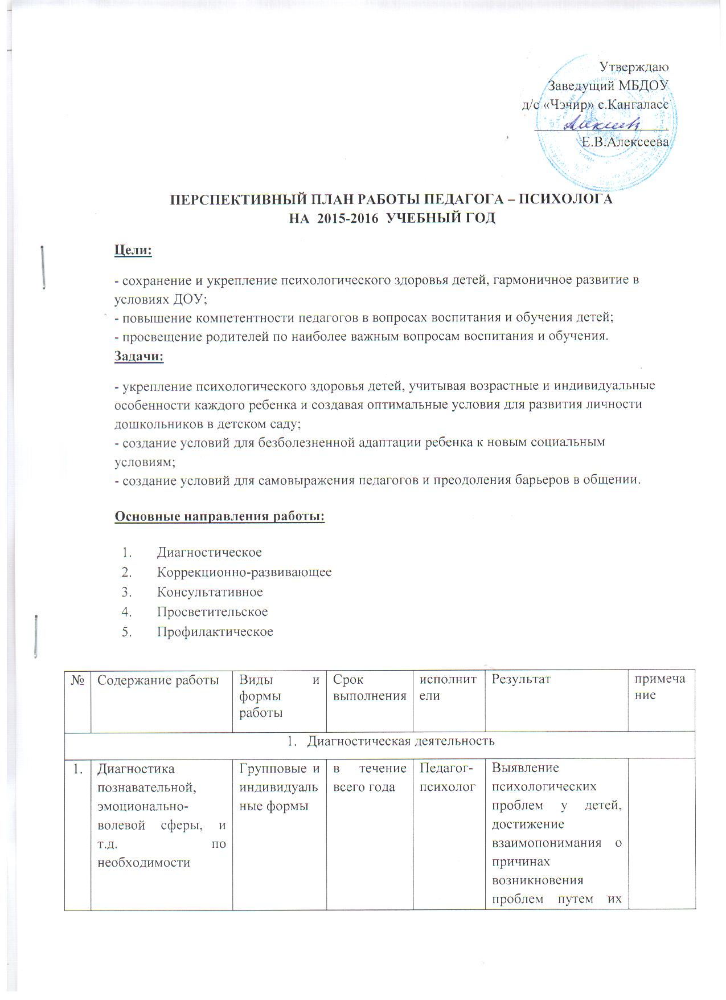 Утверждаю
Заведущий МБДОУ
д/с «Чэчир» с.Кангаласс
Е.В.Алексеева
ПЕРСПЕКТИВНЫЙ ПЛАН РАБОТЫ ПЕДАГОГА – ПСИХОЛОГА
НА 2015-2016 УЧЕБНЫЙ ГОД
Цели:
- сохранение и укрепление психологического здоровья детей, гармоничное развитие в
условиях ДОУ;
- повышение компетентности педагогов в вопросах воспитания и обучения детей;
- просвещение родителей по наиболее важным вопросам воспитания и обучения.
Задачи:
- укрепление психологического здоровья детей, учитывая возрастные и индивидуальные
особенности каждого ребенка и создавая оптимальные условия для развития личности
дошкольников в детском саду;
- создание условий для безболезненной адаптации ребенка к новым социальным
условиям;
- создание условий для самовыражения педагогов и преодоления барьеров в общении.
Основные направления работы:
1. Диагностическое
2. Коррекционно-развивающее
3. Консультативное
4. Просветительское
5. Профилактическое
№
Содержание работы
Виды и
формы
работы
Срок
выполнения
исполнит
ели
Результат
примеча
ние
1. Диагностическая деятельность
1.
Диагностика
познавательной,
эмоционально-
волевой сферы, и
т.д. по
необходимости
Групповые и
индивидуаль
ные формы
в течение
всего года
Педагог-
психолог
Выявление
психологических
проблем у детей,
достижение
взаимопонимания о
причинах
возникновения
проблем путем их